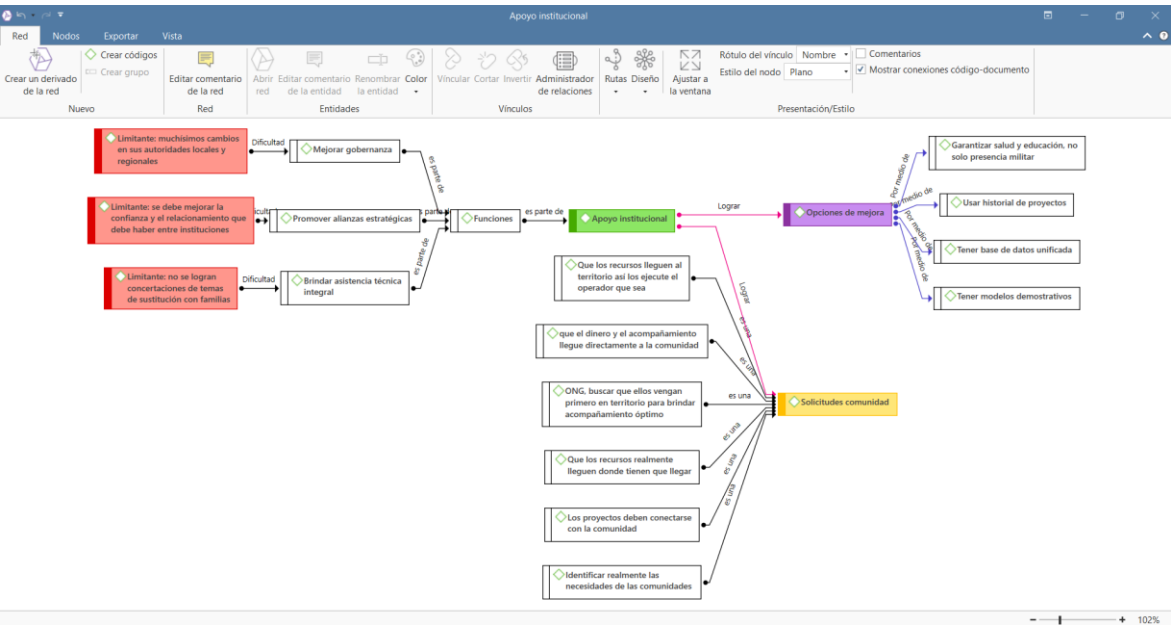 Apoyo institucional
Red Nodos Exportar Vista
Crear un derivado
de la red
Crear códigos
Crear grupo
Nuevo
Editar comentario
de la red
Red
Abrir
red
Editar comentario
de la entidad
Renombrar
la entidad
Color
Entidades
Vincular
Cortar
Invertir
Administrador
de relaciones
Vínculos
Rutas
Diseño
Ajustar a
la ventana
Rótulo del vínculo Nombre
Estilo del nodo Plano
Comentarios
Mostrar conexiones código-documento
Presentación/Estilo
Limitante: muchísimos cambios
en sus autoridades locales y
regionales
Dificultad
Mejorar gobernanza
es parte de
Limitante: se debe mejorar la
confianza y el relacionamiento que
debe haber entre instituciones
Promover alianzas estratégicas
Limitante: no se logran
concertaciones de temas
de sustitución con familias
Dificultad
Brindar asistencia técnica
integral
es parte de
Funciones
es parte de
Apoyo institucional
Lograr
Lograr
Opciones de mejora
Por medio de
Por medio de
Por medio de
Garantizar salud y educación, no
solo presencia militar
Usar historial de proyectos
Tener base de datos unificada
Tener modelos demostrativos
Que los recursos lleguen al
territorio así los ejecute el
operador que sea
es una
que el dinero y el acompañamiento
llegue directamente a la comunidad
es una
ONG, buscar que ellos vengan
primero en territorio para brindar
acompañamiento óptimo
es una
Solicitudes comunidad
Que los recursos realmente
lleguen donde tienen que llegar
es una
Los proyectos deben conectarse
con la comunidad
es una
Identificar realmente las
necesidades de las comunidades
es una
102%